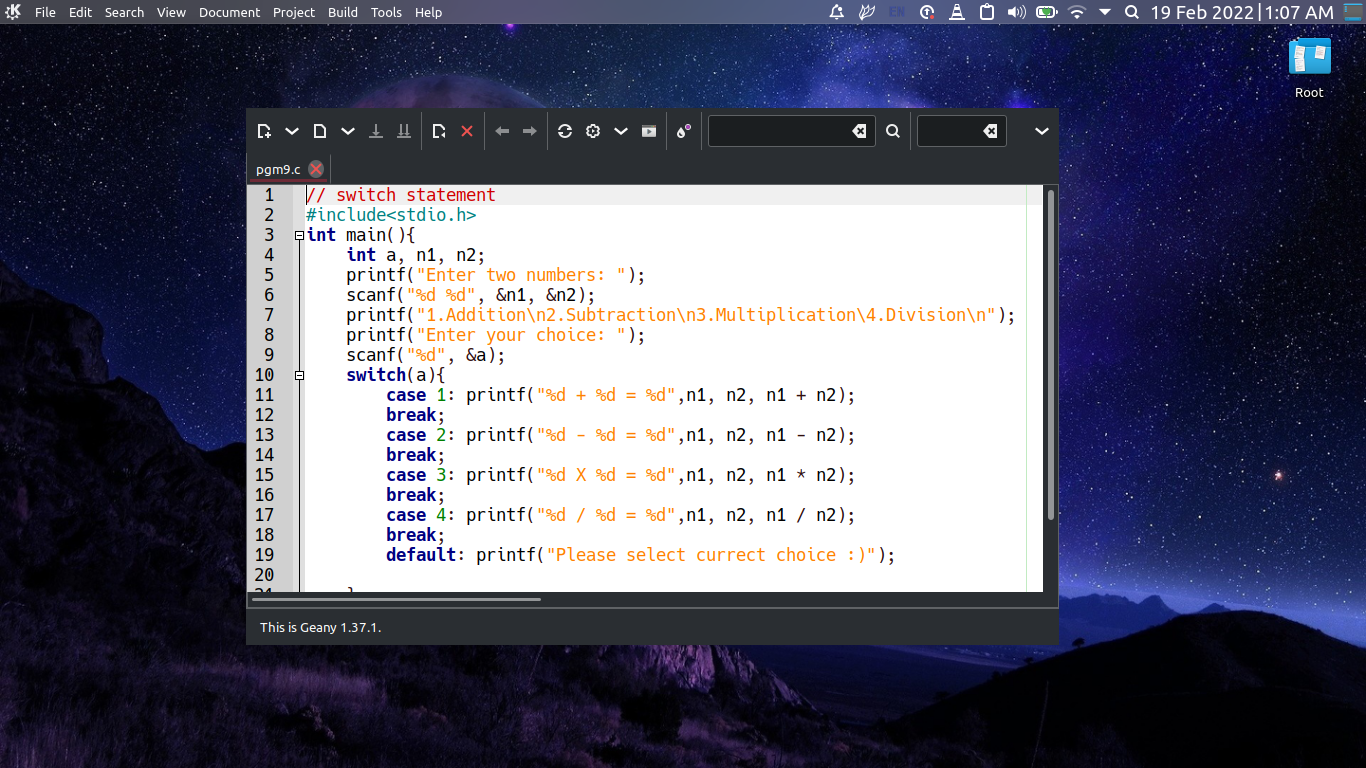 File Edit Search View Document Project Build Tools Help EN 19 Feb 2022|1:07 AM
Root
pgm9.c
1 // switch statement
2 #include<stdio.h>
3 int main(){
4 int a, n1, n2;
5 printf("Enter two numbers: ");
6 scanf("%d %d", &n1, &n2);
7 printf("1.Addition\n2.Subtraction\n3.Multiplication\4.Division\n");
8 printf("Enter your choice: ");
9 scanf("%d", &a);
10 switch(a){
11 case 1: printf("%d + %d = %d",n1, n2, n1 + n2);
12 break;
13 case 2: printf("%d - %d = %d",n1, n2, n1 - n2);
14 break;
15 case 3: printf("%d X %d = %d",n1, n2, n1 * n2);
16 break;
17 case 4: printf("%d / %d = %d",n1, n2, n1 / n2);
18 break;
19 default: printf("Please select currect choice :)");
20
This is Geany 1.37.1.